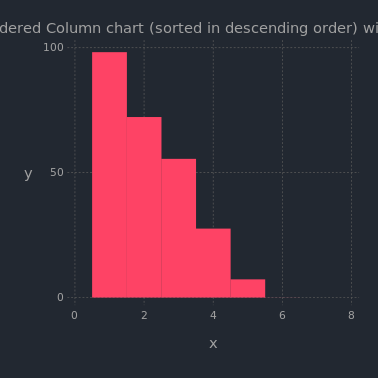 dered Column chart (sorted in descending order) wi
100
y
50
0
0 2 4 6 8
x